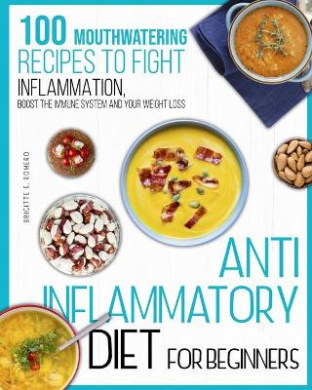 100 MOUTHWATERING
RECIPES TO FIGHT
INFLAMMATION,
BOOST THE IMMUNE SYSTEM AND YOUR WEIGHT LOSS
BRIGITTE S. ROMERO
ANTI
INFLAMMATORY
DIET FOR BEGINNERS